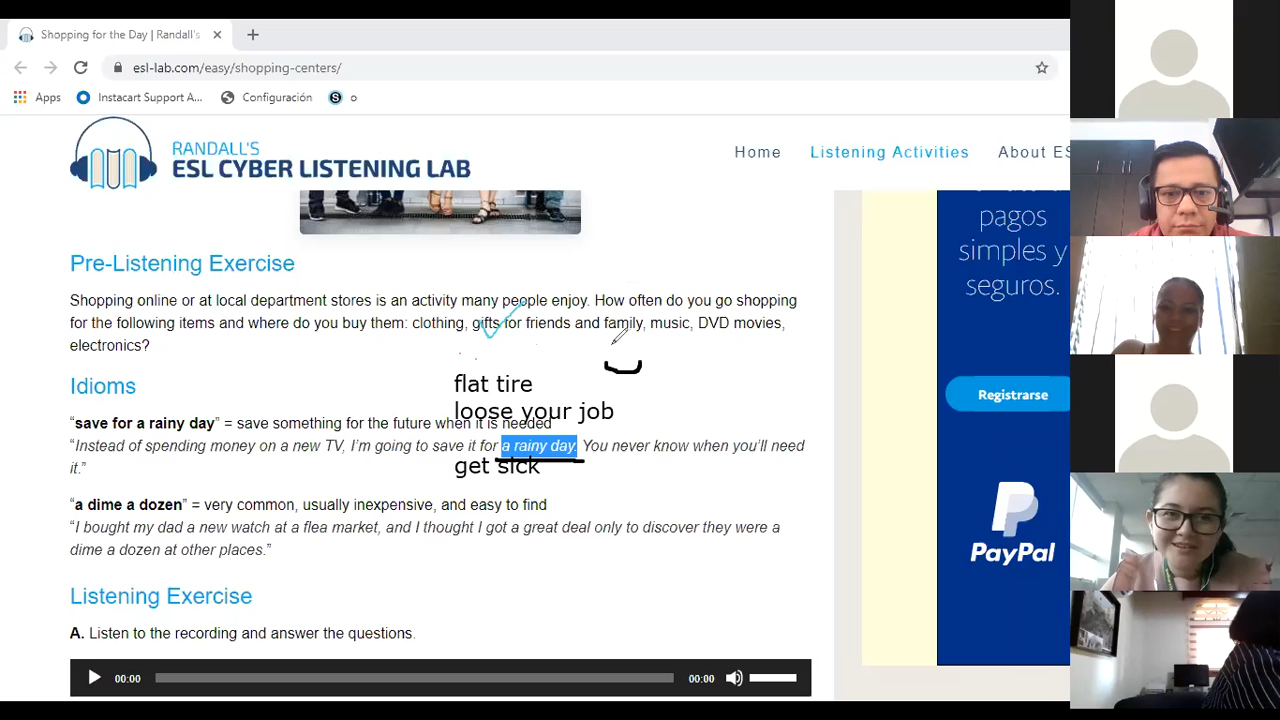 Shopping for the Day | Randall's
esl-lab.com/easy/shopping-centers/
Apps
Instacart Support A...
Configuración
S
o
RANDALL'S
ESL CYBER LISTENING LAB
Home
Listening Activities
About ES
Pre-Listening Exercise
Shopping online or at local department stores is an activity many people enjoy. How often do you go shopping
for the following items and where do you buy them: clothing, gifts for friends and family, music, DVD movies,
electronics?
flat tire
Idioms
loose your job
“save for a rainy day” = save something for the future when it is needed
“Instead of spending money on a new TV, I’m going to save it for a rainy day. You never know when you’ll need
it.”
get sick
“a dime a dozen” = very common, usually inexpensive, and easy to find
“I bought my dad a new watch at a flea market, and I thought I got a great deal only to discover they were a
dime a dozen at other places.”
Listening Exercise
A. Listen to the recording and answer the questions.
00:00
00:00
pagos
simples y
seguros.
Registrarse
PayPal